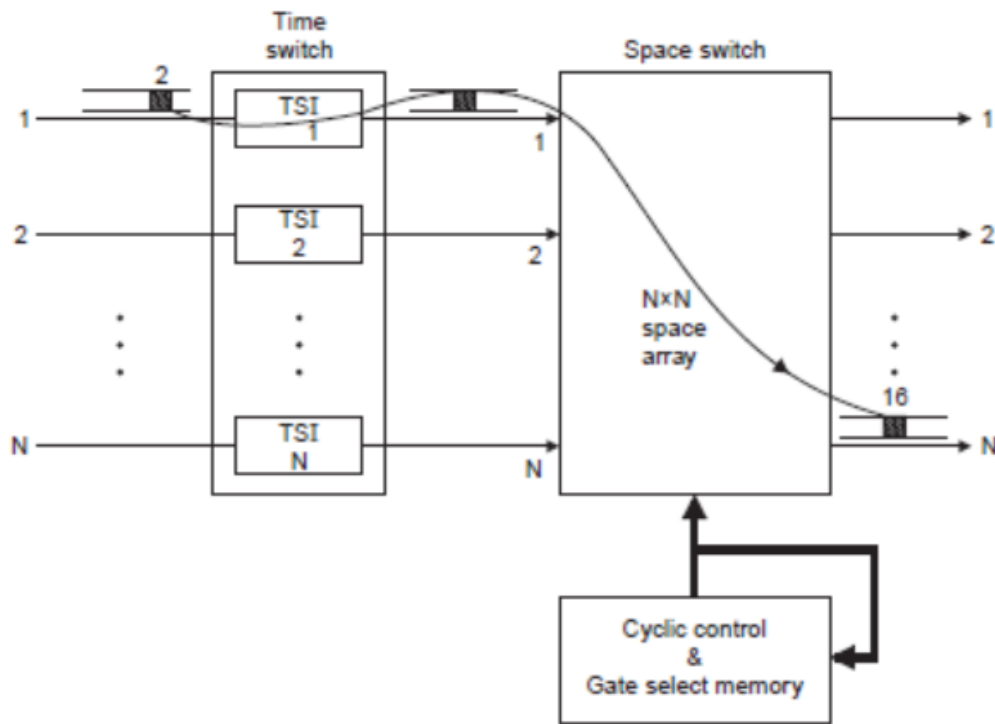 Time
switch
Space switch
2
TSI
1
1
1
1
TSI
2
2
2
2
N×N
space
array
16
TSI
N
N
N
N
Cyclic control
&
Gate select memory